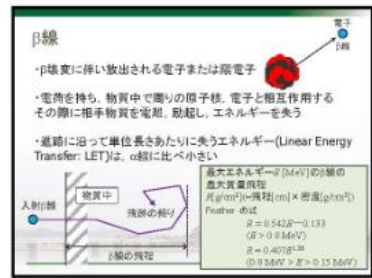 β線
電子
β線
・β壊変に伴い放出される電子または陽電子
・電荷を持ち、物質中で周りの原子核、電子と相互作用する
その際に相手物質を電離、励起し、エネルギーを失う
・進路に沿って単位長さあたりに失うエネルギー(Linear Energy
Transfer: LET)は、α線に比べ小さい
物質中
入射β線
飛跡の
β線の飛程
最大エネルギーE [MeV]のβ線の
最大質量飛程
R[g/cm²](=飛程[cm]×密度[g/cm³])
Feather の式
R = 0.542E－0.133
(E > 0.8 MeV)
R = 0.407E^1.38
(0.8 MeV > E > 0.15 MeV)